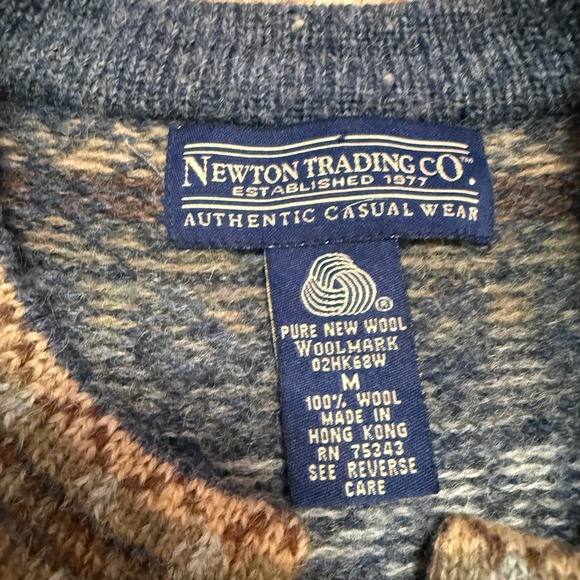 NEWTON TRADING CO™.
ESTABLISHED 1977
AUTHENTIC CASUAL WEAR
®
PURE NEW WOOL
WOOLMARK
02HK68W
M
100% WOOL
MADE IN
HONG KONG
RN 75343
SEE REVERSE
CARE